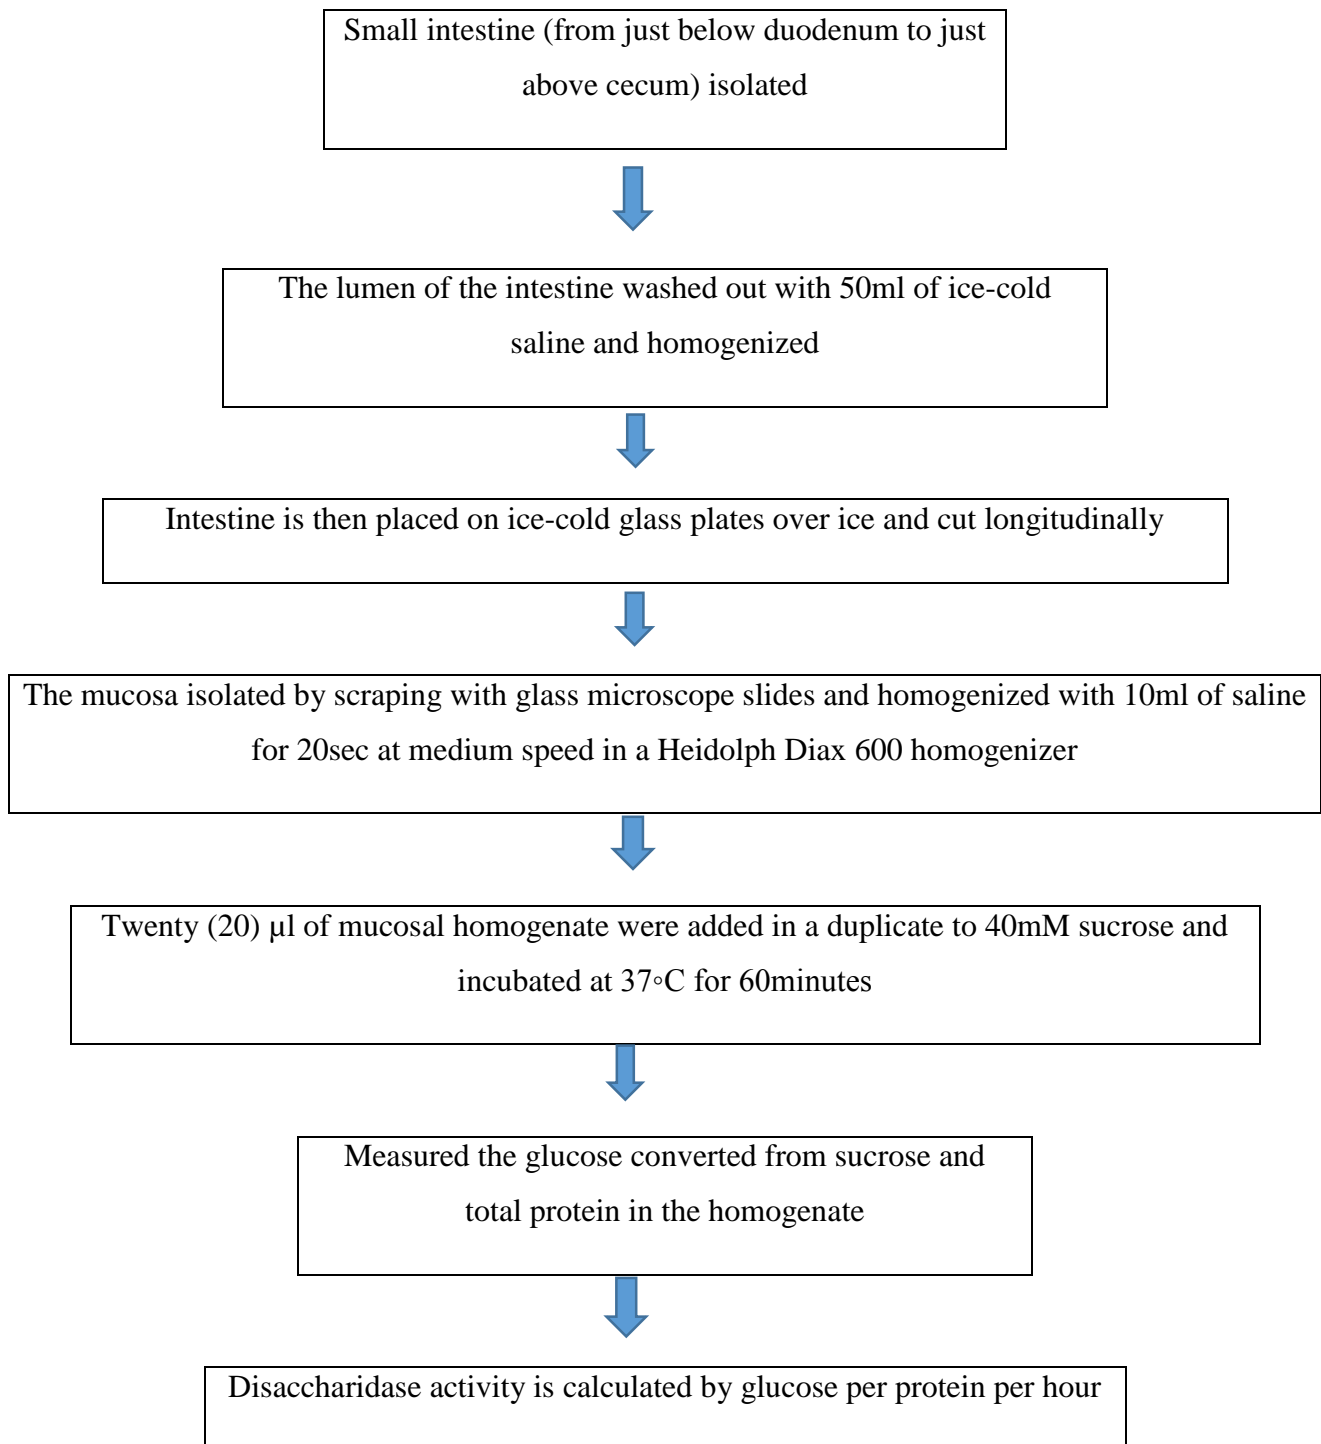 Small intestine (from just below duodenum to just
above cecum) isolated
The lumen of the intestine washed out with 50ml of ice-cold
saline and homogenized
Intestine is then placed on ice-cold glass plates over ice and cut longitudinally
The mucosa isolated by scraping with glass microscope slides and homogenized with 10ml of saline
for 20sec at medium speed in a Heidolph Diax 600 homogenizer
Twenty (20) µl of mucosal homogenate were added in a duplicate to 40mM sucrose and
incubated at 37◦C for 60minutes
Measured the glucose converted from sucrose and
total protein in the homogenate
Disaccharidase activity is calculated by glucose per protein per hour